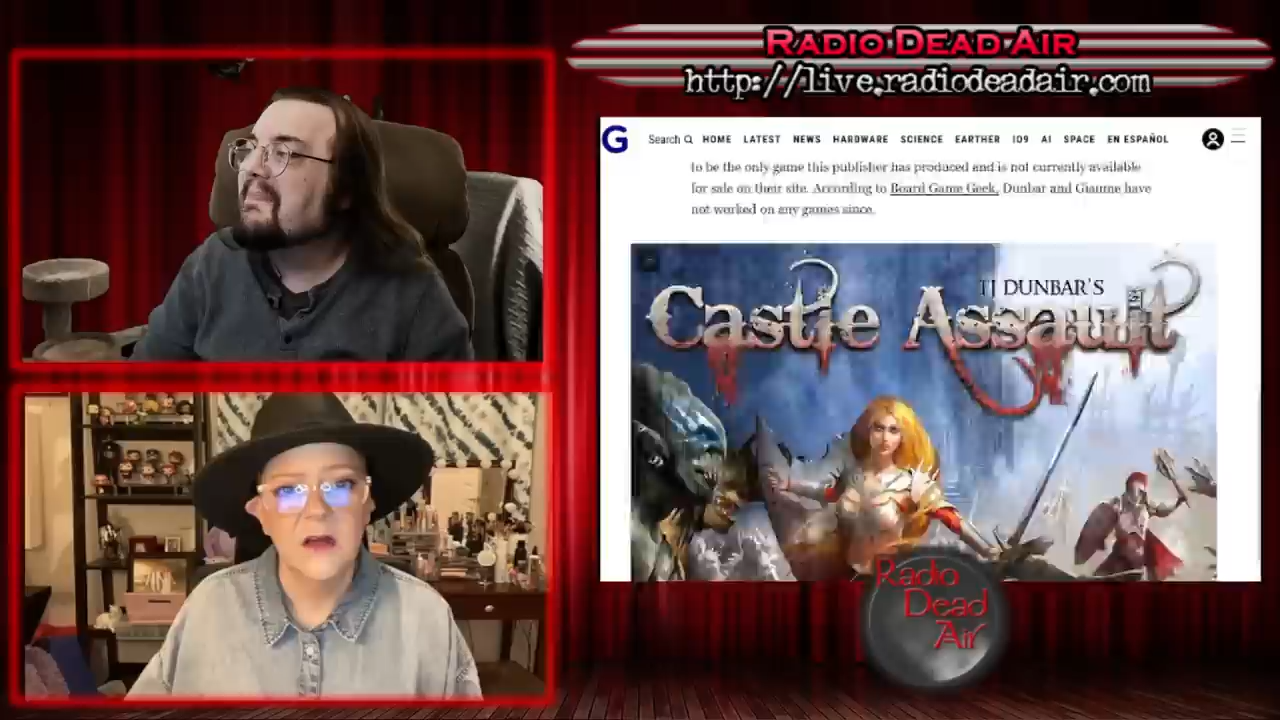 RADIO DEAD AIR
http://live.radiodeadair.com
G
Search HOME LATEST NEWS HARDWARE SCIENCE EARTHER IO9 AI SPACE EN ESPAÑOL
to be the only game this publisher has produced and is not currently available
for sale on their site. According to Board Game Geek, Dunbar and Giaume have
not worked on any games since.
TJ DUNBAR'S
Castle Assault
Radio
Dead
Air